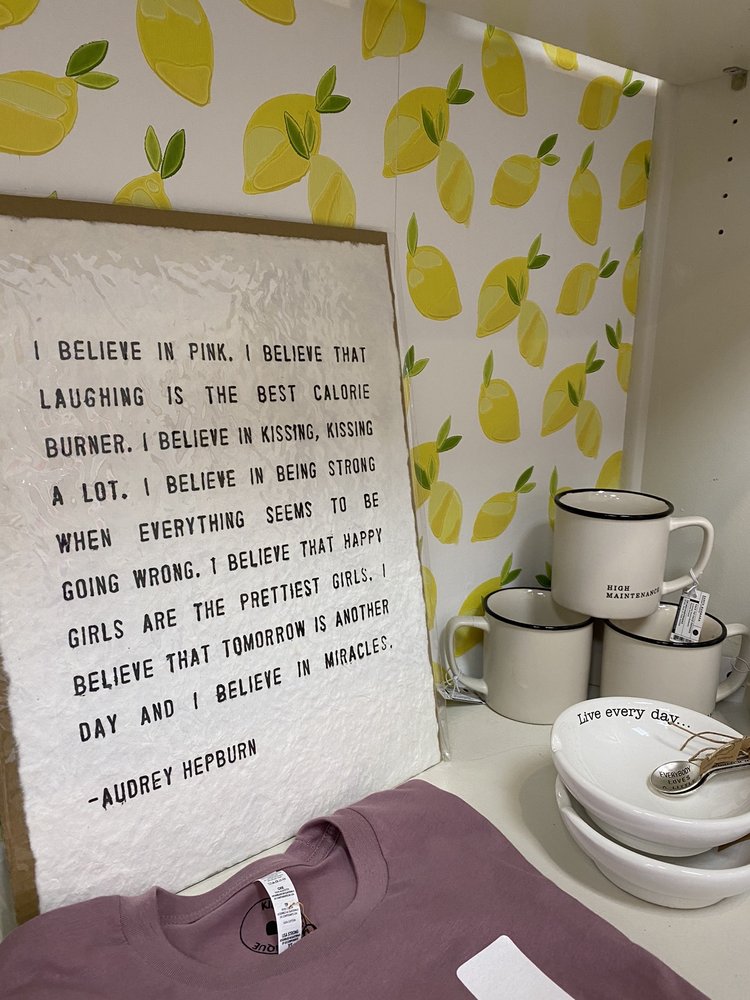 I BELIEVE IN PINK. I BELIEVE THAT
LAUGHING IS THE BEST CALORIE
BURNER. I BELIEVE IN KISSING, KISSING
A LOT. I BELIEVE IN BEING STRONG
WHEN EVERYTHING SEEMS TO BE
GOING WRONG. I BELIEVE THAT HAPPY
GIRLS ARE THE PRETTIEST GIRLS. I
BELIEVE THAT TOMORROW IS ANOTHER
DAY AND I BELIEVE IN MIRACLES.
-AUDREY HEPBURN
HIGH
MAINTENANCE
Live every day...
EVERYBODY
LOVES